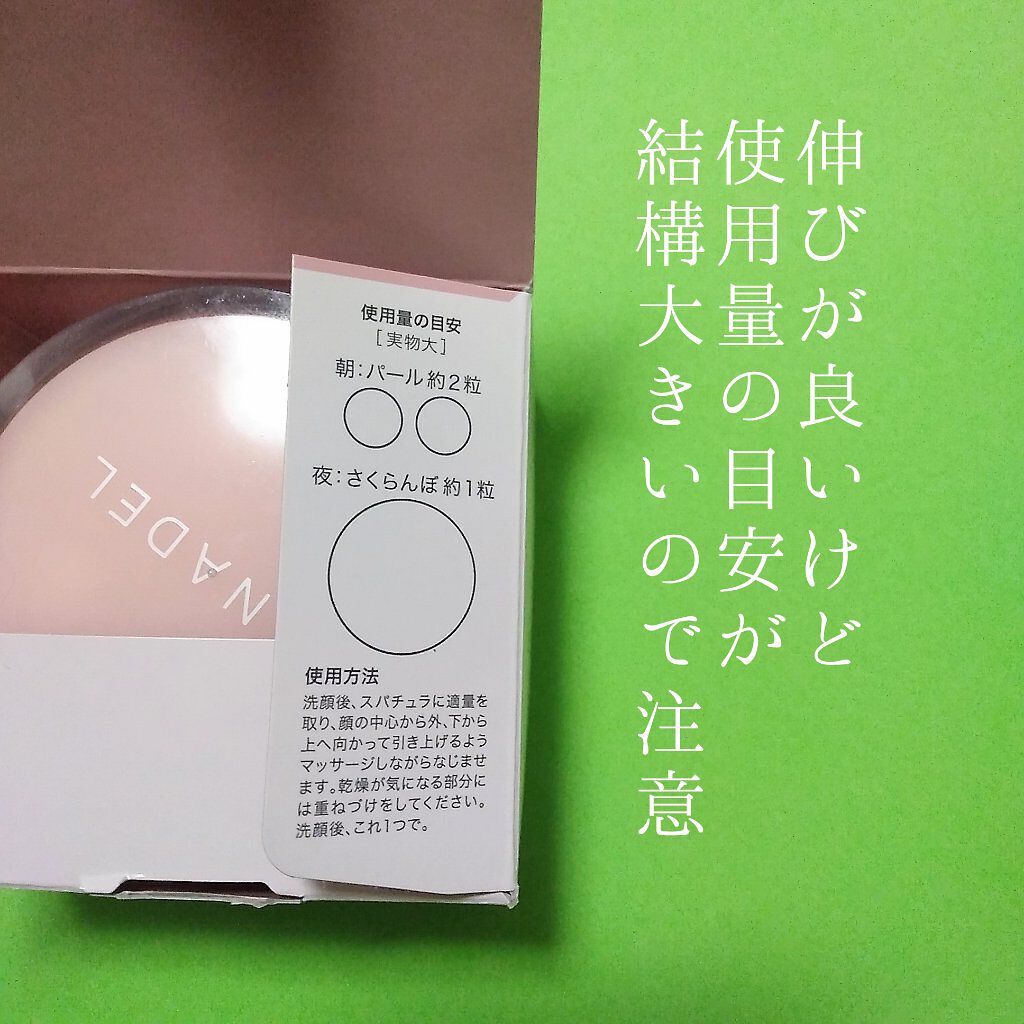 伸びが良いけど
使用量の目安が
結構大きいので注意
使用量の目安
[実物大]
朝:パール 約2粒
夜:さくらんぼ 約1粒
使用方法
洗顔後、スパチュラに適量を
取り、顔の中心から外、下から
上へ向かって引き上げるよう
マッサージしながらなじませ
ます。乾燥が気になる部分に
は重ねづけをしてください。
洗顔後、これ1つで。
NADEL